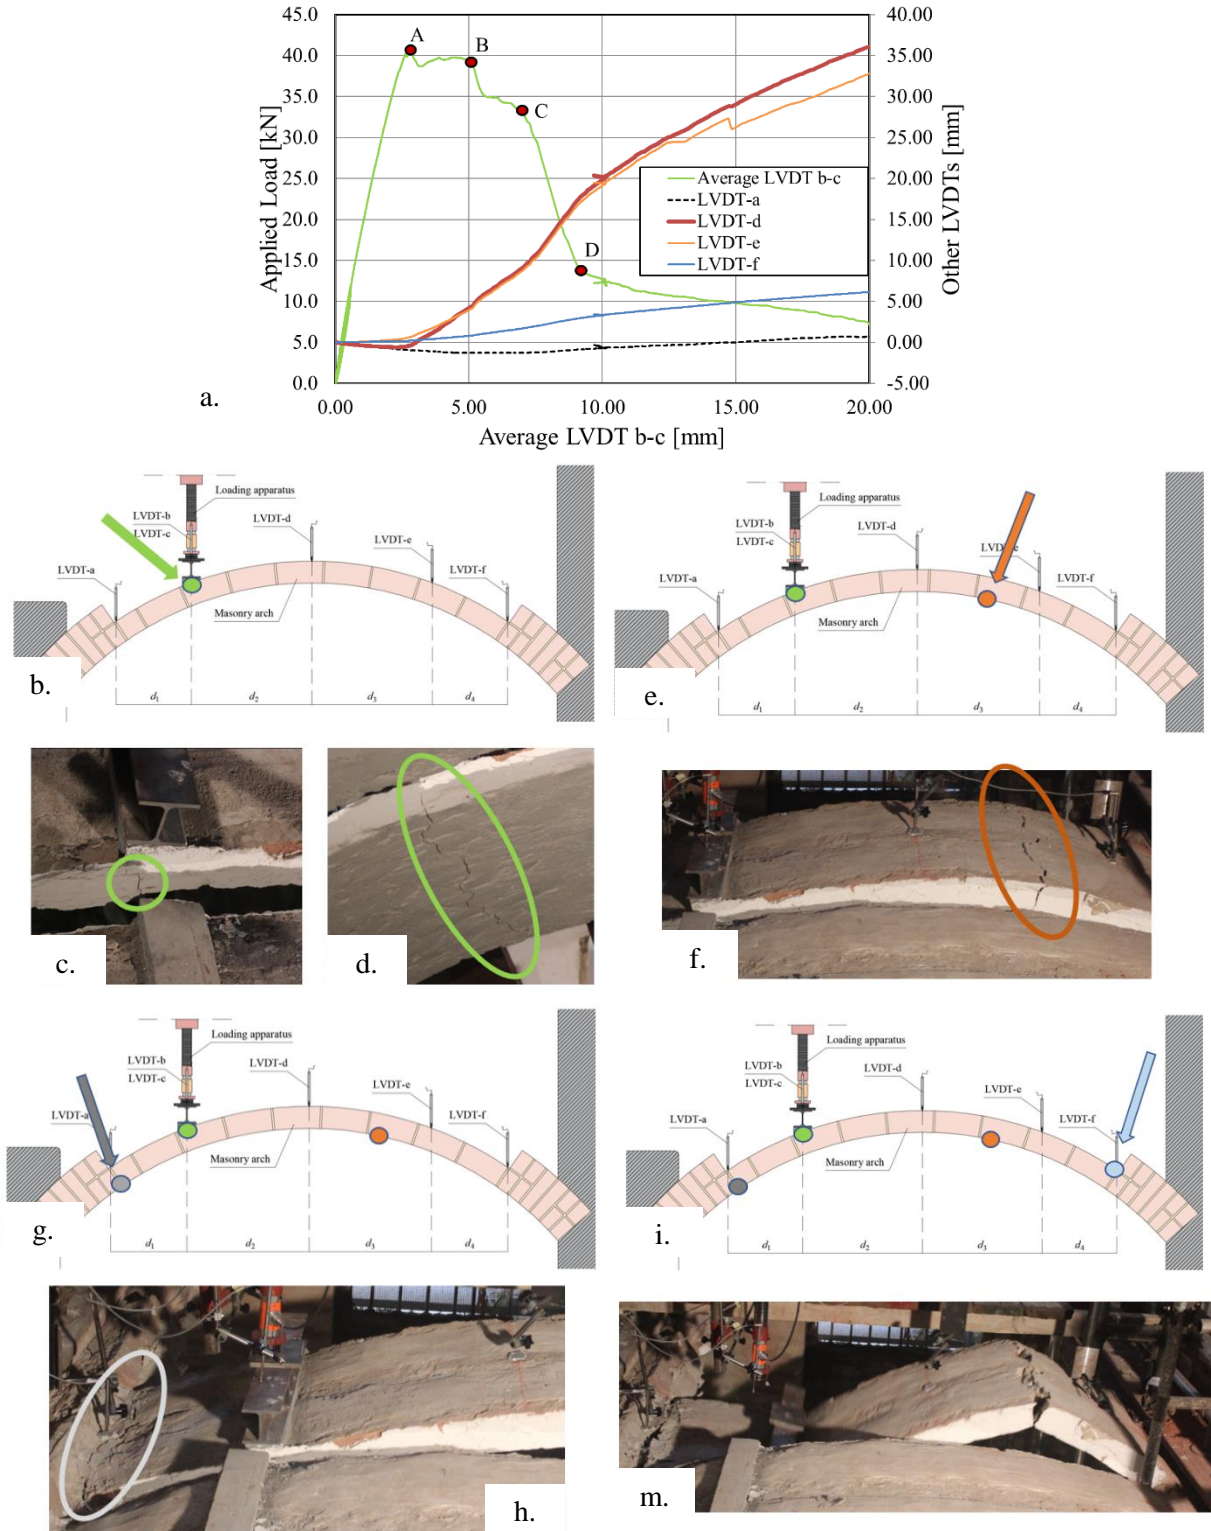 45.0
40.0
35.0
30.0
25.0
20.0
15.0
10.0
5.0
0.0
Applied Load [kN]
40.00
35.00
30.00
25.00
20.00
15.00
10.00
5.00
0.00
-5.00
Other LVDTs [mm]
A
B
C
D
Average LVDT b-c
LVDT-a
LVDT-d
LVDT-e
LVDT-f
0.00 5.00 10.00 15.00 20.00
Average LVDT b-c [mm]
a.
Loading apparatus
LVDT-b
LVDT-c
LVDT-d
LVDT-e
LVDT-a
LVDT-f
Masonry arch
d1 d2 d3 d4
b.
Loading apparatus
LVDT-b
LVDT-c
LVDT-d
LVDT-a
LVDT-f
Masonry arch
d1 d2 d3 d4
e.
c.
d.
f.
Loading apparatus
LVDT-b
LVDT-c
LVDT-d
LVDT-e
LVDT-a
LVDT-f
Masonry arch
d1 d2 d3 d4
g.
Loading apparatus
LVDT-b
LVDT-c
LVDT-d
LVDT-e
LVDT-a
LVDT-f
Masonry arch
d1 d2 d3 d4
i.
h.
m.